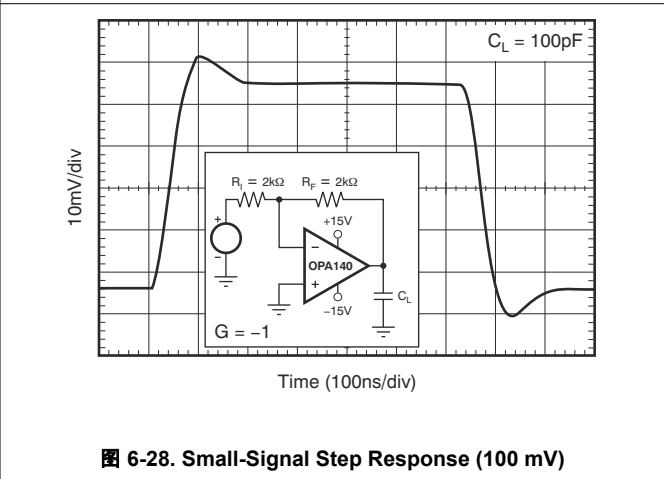 C_L = 100pF
10mV/div
R_I = 2kΩ
R_F = 2kΩ
+15V
+
−
−
OPA140
+
C_L
−15V
G = −1
Time (100ns/div)
图 6-28. Small-Signal Step Response (100 mV)